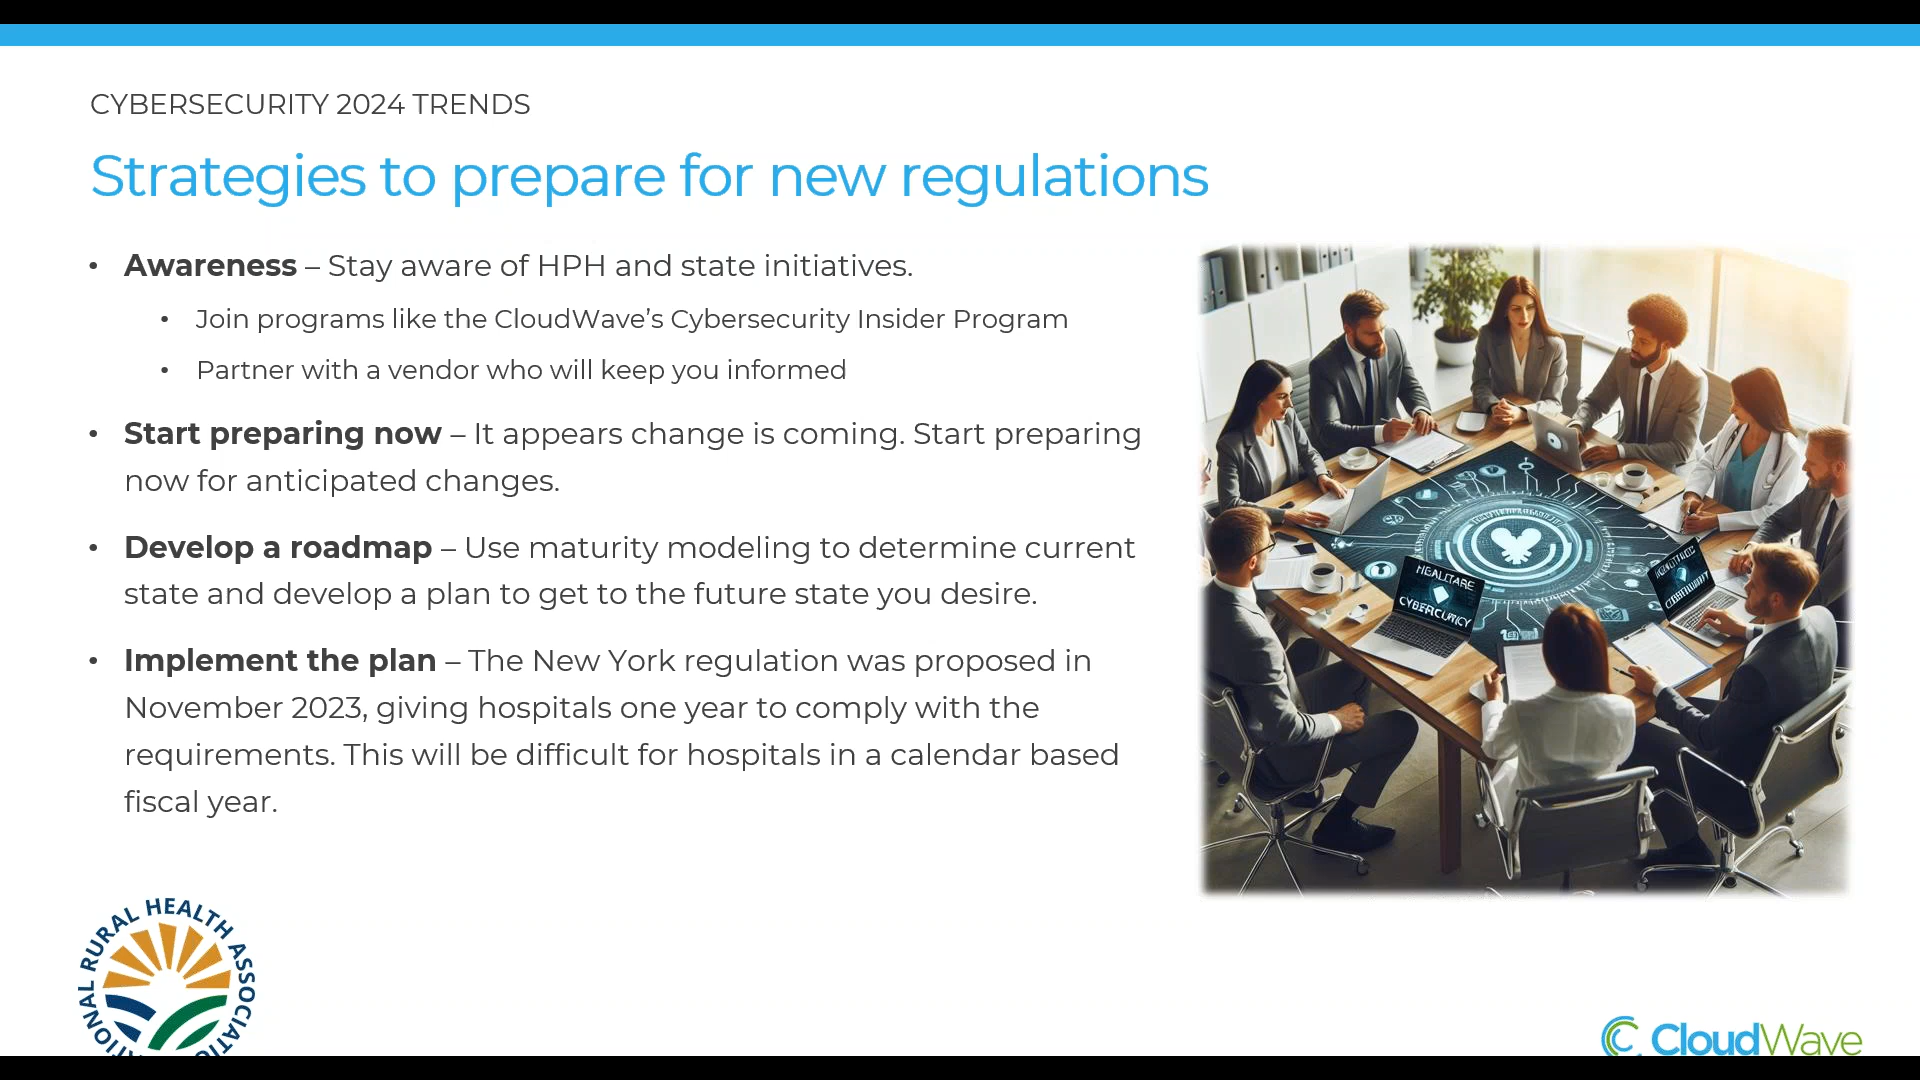 CYBERSECURITY 2024 TRENDS
Strategies to prepare for new regulations
• Awareness – Stay aware of HPH and state initiatives.
• Join programs like the CloudWave’s Cybersecurity Insider Program
• Partner with a vendor who will keep you informed
• Start preparing now – It appears change is coming. Start preparing
now for anticipated changes.
• Develop a roadmap – Use maturity modeling to determine current
state and develop a plan to get to the future state you desire.
• Implement the plan – The New York regulation was proposed in
November 2023, giving hospitals one year to comply with the
requirements. This will be difficult for hospitals in a calendar based
fiscal year.
HEALITARE
CYBEFICURCY
RURAL HEALTH
CloudWave